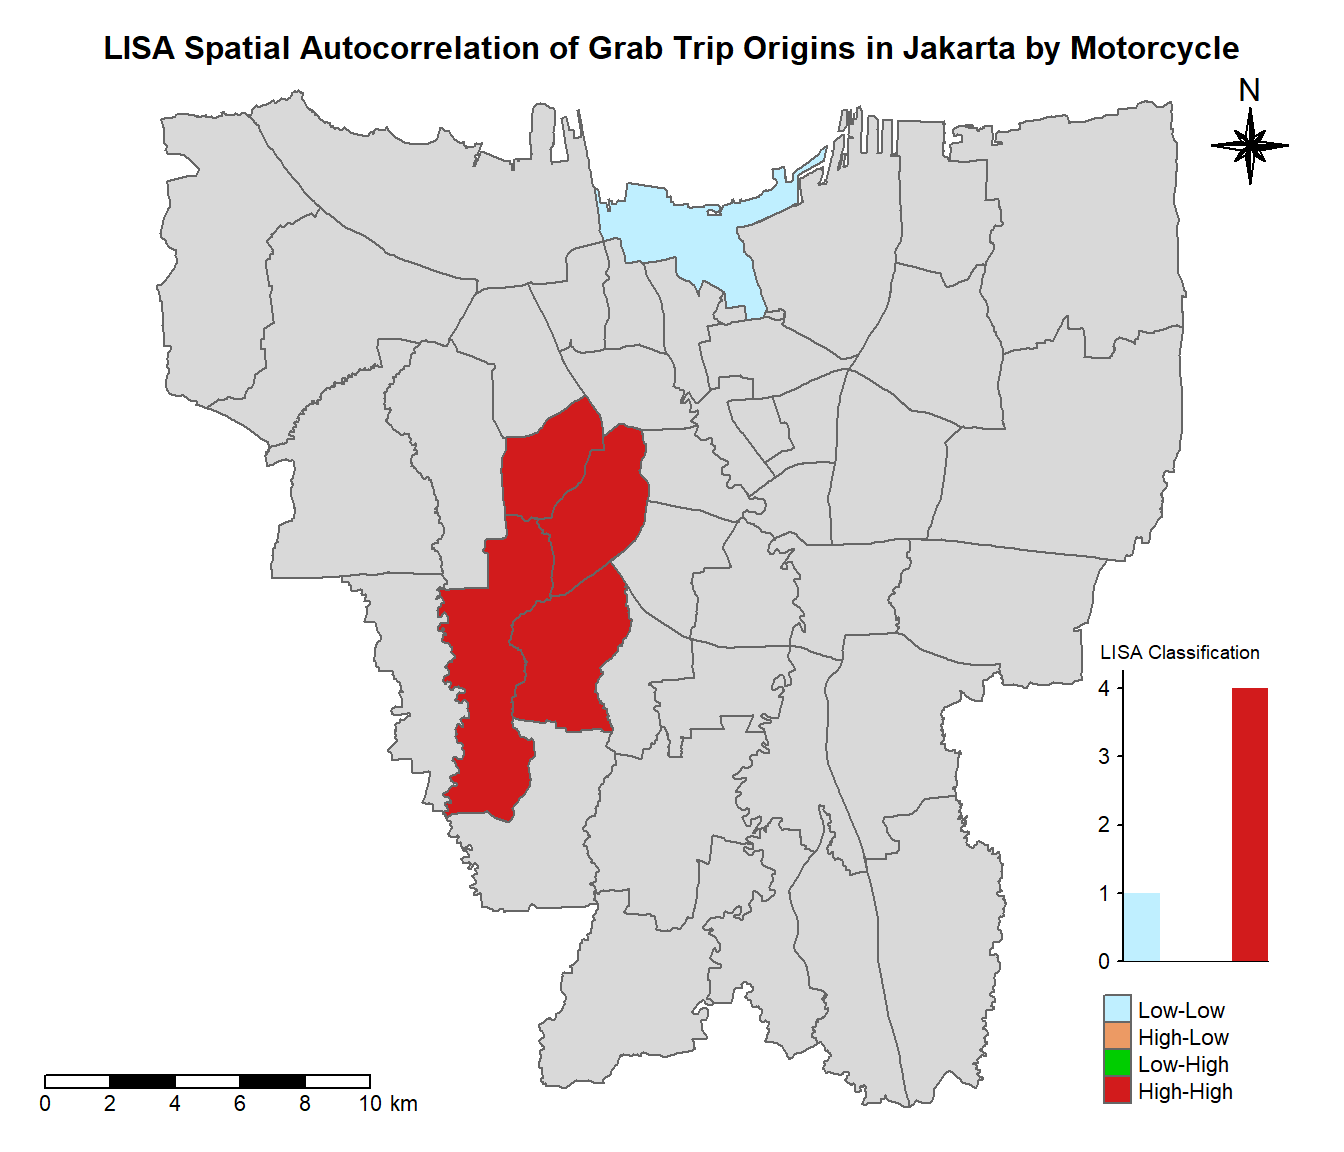 LISA Spatial Autocorrelation of Grab Trip Origins in Jakarta by Motorcycle
N
LISA Classification
4
3
2
1
0
Low-Low
High-Low
Low-High
High-High
0 2 4 6 8 10 km